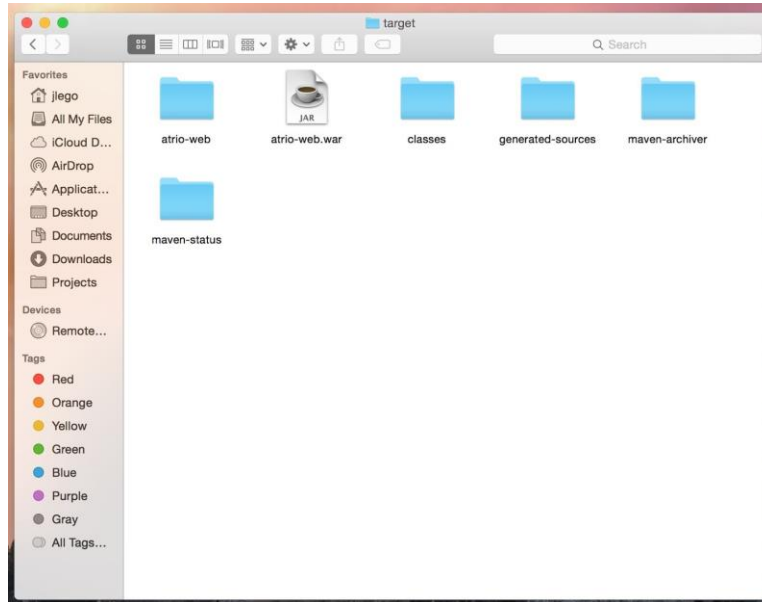 target
Search
Favorites
jlego
All My Files
iCloud D...
AirDrop
Applicat...
Desktop
Documents
Downloads
Projects
Devices
Remote...
Tags
Red
Orange
Yellow
Green
Blue
Purple
Gray
All Tags...
JAR
atrio-web
atrio-web.war
classes
generated-sources
maven-archiver
maven-status